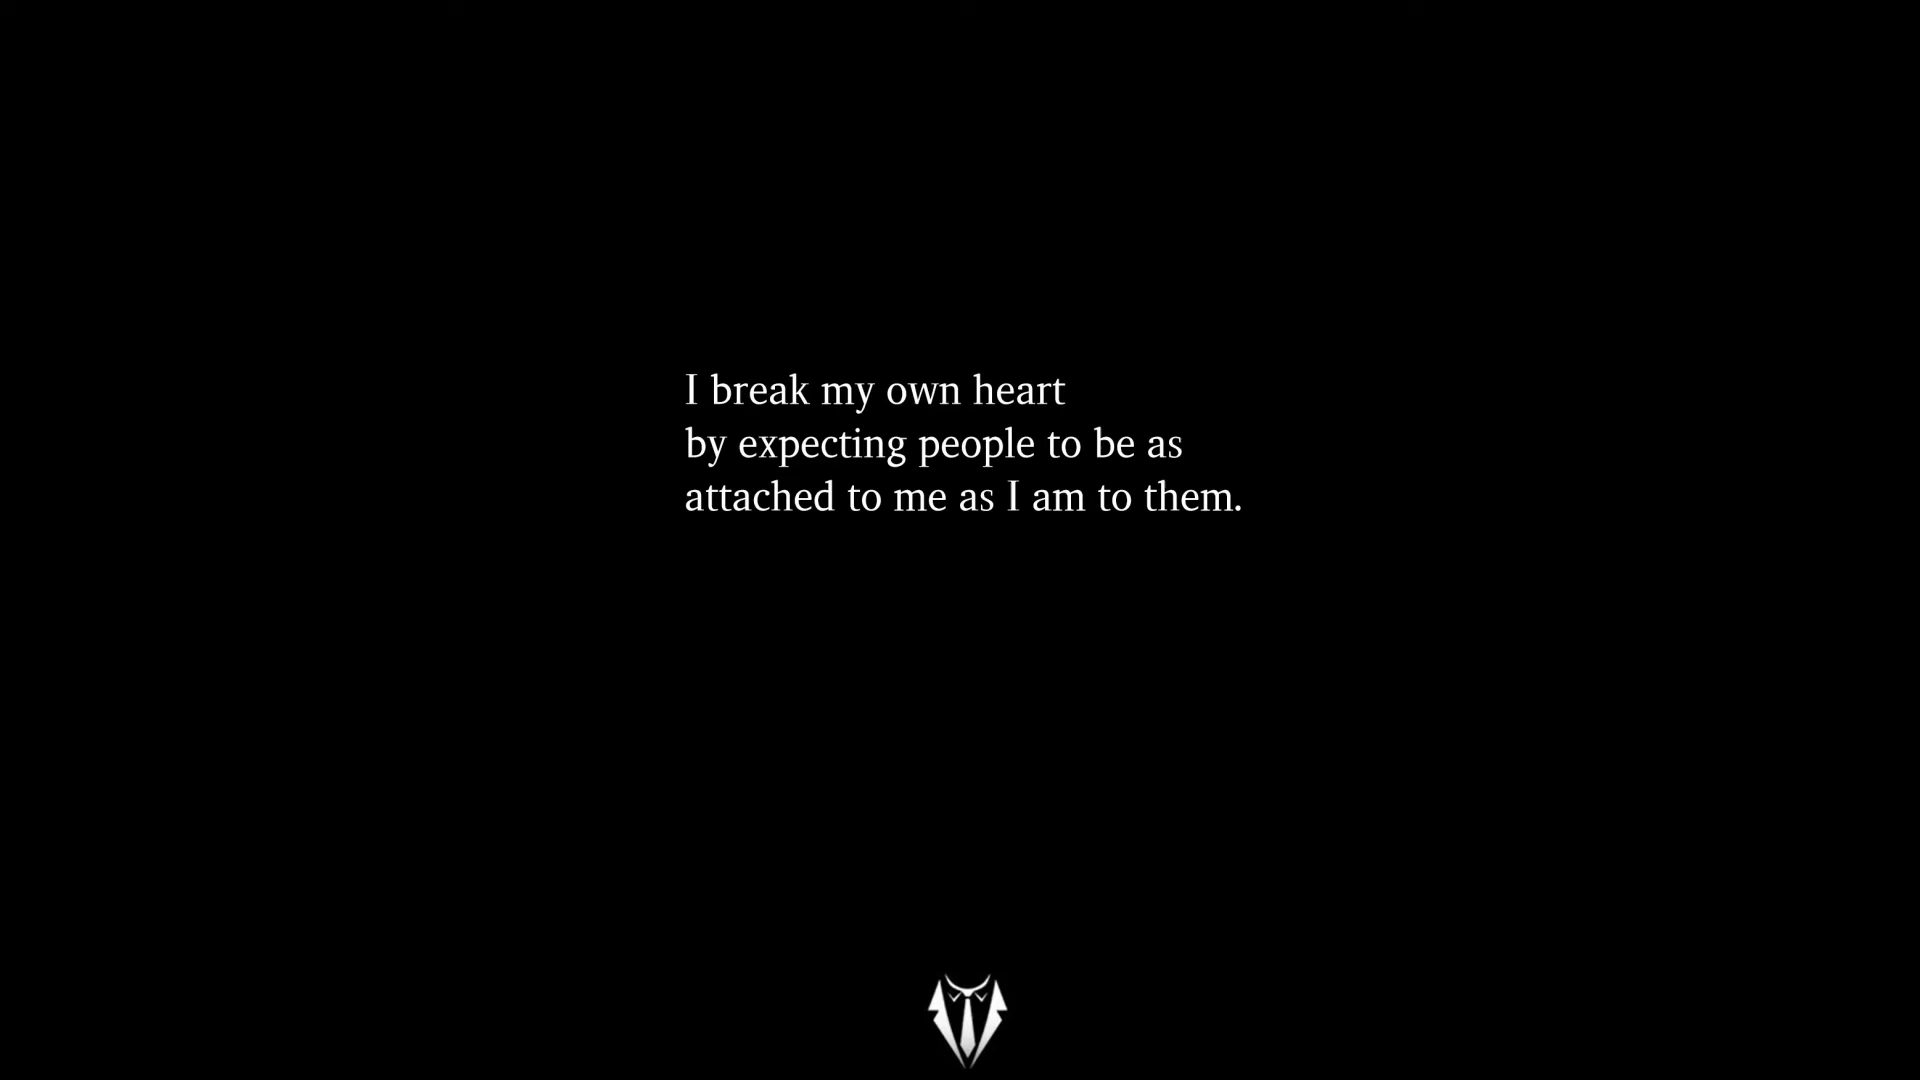 I break my own heart
by expecting people to be as
attached to me as I am to them.